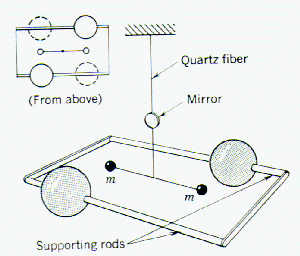 Quartz fiber
(From above)
Mirror
m
m
Supporting rods